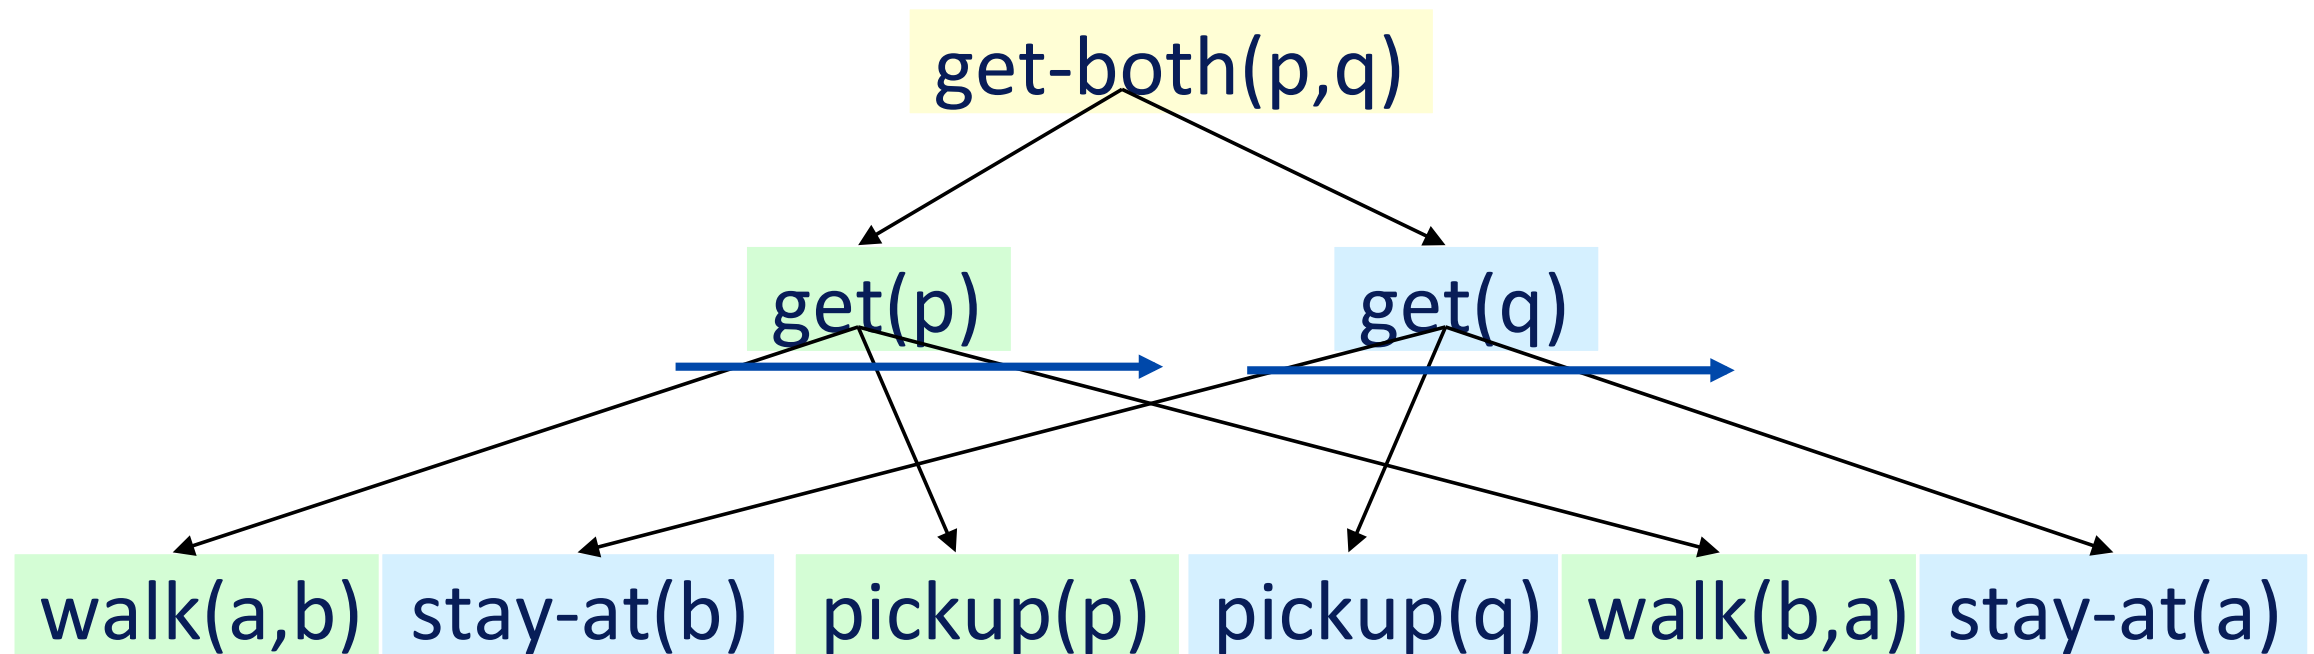 get-both(p,q)
get(p) get(q)
walk(a,b) stay-at(b) pickup(p) pickup(q) walk(b,a) stay-at(a)